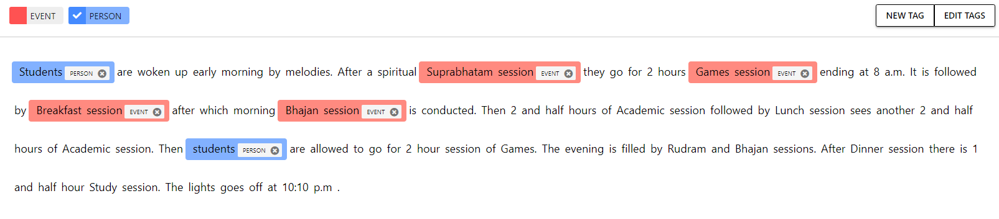 EVENT PERSON NEW TAG EDIT TAGS
Students PERSON are woken up early morning by melodies. After a spiritual Suprabhatam session EVENT they go for 2 hours Games session EVENT ending at 8 a.m. It is followed
by Breakfast session EVENT after which morning Bhajan session EVENT is conducted. Then 2 and half hours of Academic session followed by Lunch session sees another 2 and half
hours of Academic session. Then students PERSON are allowed to go for 2 hour session of Games. The evening is filled by Rudram and Bhajan sessions. After Dinner session there is 1
and half hour Study session. The lights goes off at 10:10 p.m .